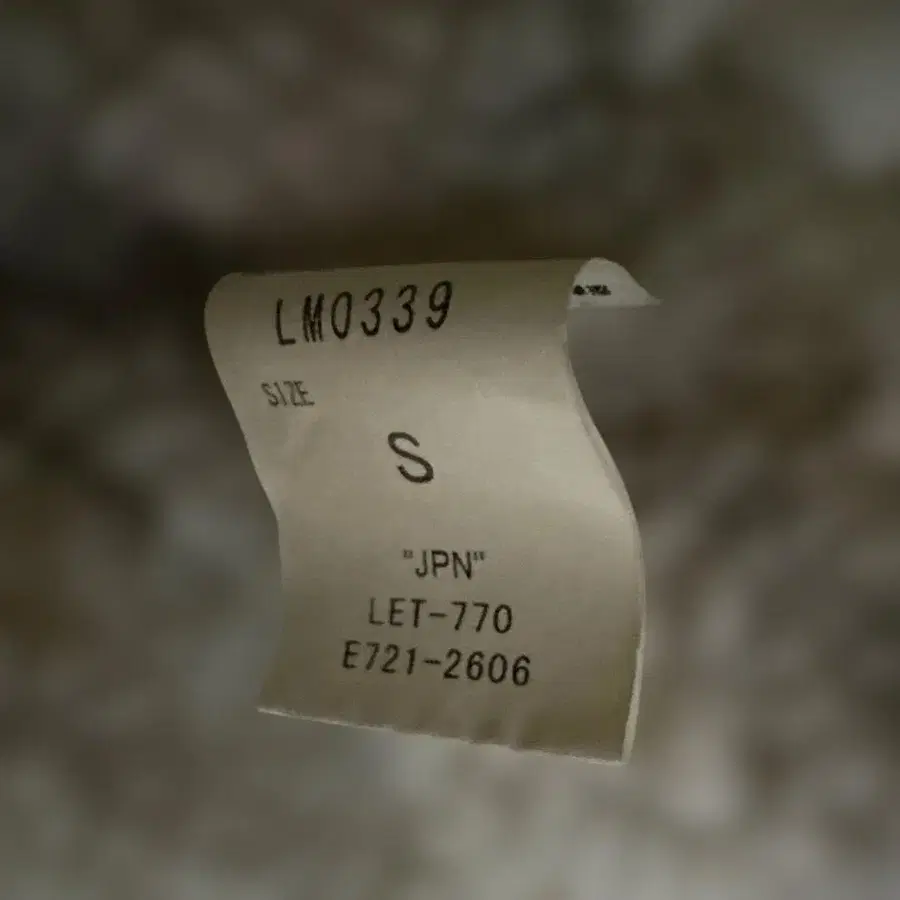 LM0339
SIZE
S
"JPN"
LET-770
E721-2606